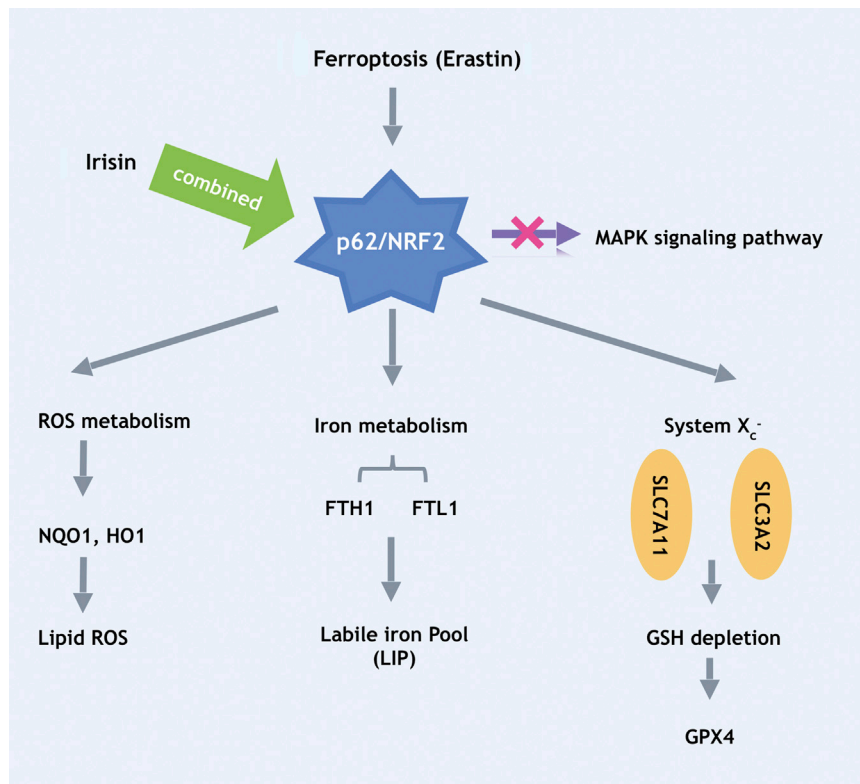 Ferroptosis (Erastin)
Irisin
combined
p62/NRF2
MAPK signaling pathway
ROS metabolism
Iron metabolism
System Xc-
FTH1
FTL1
SLC7A11
SLC3A2
NQO1, HO1
Lipid ROS
Labile iron Pool
(LIP)
GSH depletion
GPX4